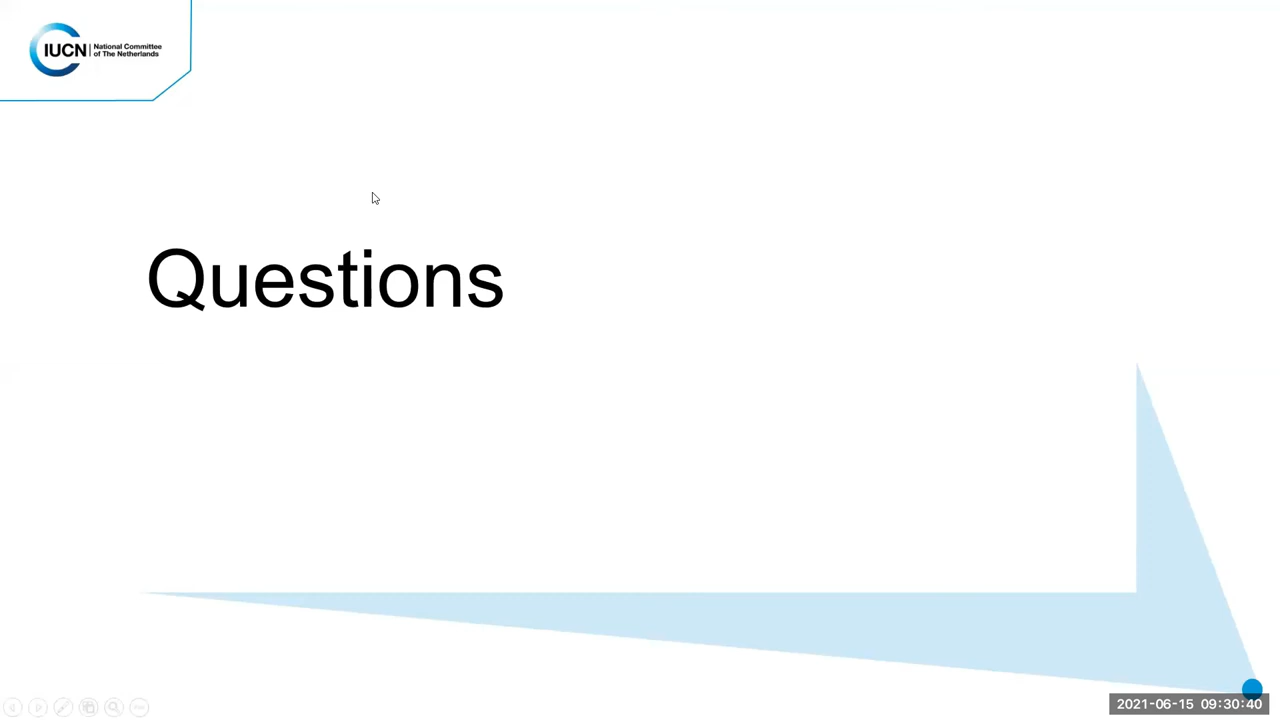 IUCN
National Committee
of The Netherlands
Questions
2021-06-15 09:30:40